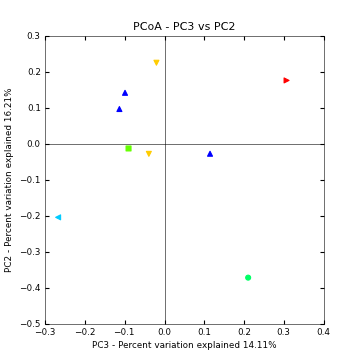 PCoA - PC3 vs PC2
0.3
0.2
0.1
0.0
−0.1
−0.2
−0.3
−0.4
−0.5
PC2 - Percent variation explained 16.21%
−0.3 −0.2 −0.1 0.0 0.1 0.2 0.3 0.4
PC3 - Percent variation explained 14.11%